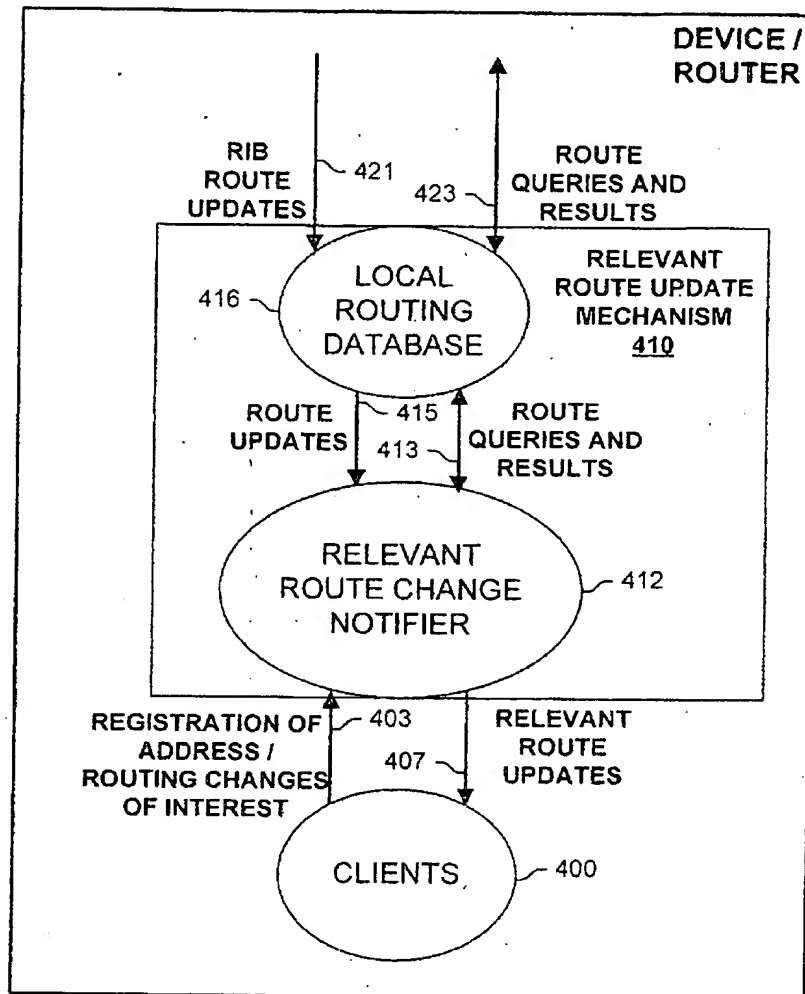 DEVICE /
ROUTER
RIB
ROUTE
UPDATES
421
423
ROUTE
QUERIES AND
RESULTS
416
LOCAL
ROUTING
DATABASE
RELEVANT
ROUTE UPDATE
MECHANISM
410
ROUTE
UPDATES
415
413
ROUTE
QUERIES AND
RESULTS
RELEVANT
ROUTE CHANGE
NOTIFIER
412
REGISTRATION OF
ADDRESS /
ROUTING CHANGES
OF INTEREST
403
407
RELEVANT
ROUTE
UPDATES
CLIENTS
400